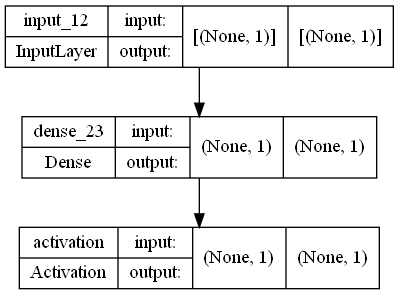 input_12 input: [(None, 1)] [(None, 1)]
InputLayer output:
dense_23 input: (None, 1) (None, 1)
Dense output:
activation input: (None, 1) (None, 1)
Activation output: